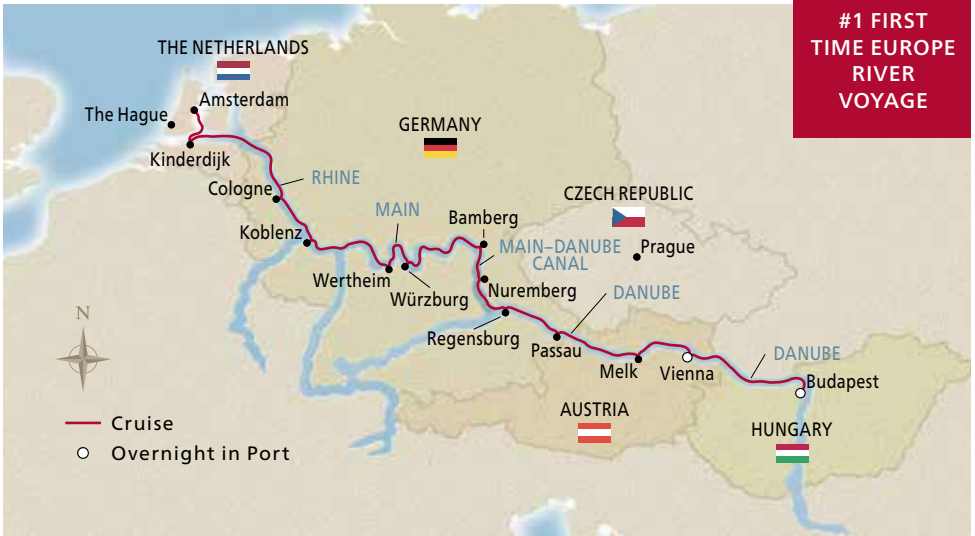 #1 FIRST
TIME EUROPE
RIVER
VOYAGE
THE NETHERLANDS
Amsterdam
The Hague
Kinderdijk
GERMANY
RHINE
Cologne
CZECH REPUBLIC
MAIN
Bamberg
Koblenz
MAIN–DANUBE
CANAL
Prague
Wertheim
Würzburg
Nuremberg
DANUBE
N
Regensburg
Passau
DANUBE
Melk
Vienna
Budapest
AUSTRIA
HUNGARY
Cruise
Overnight in Port